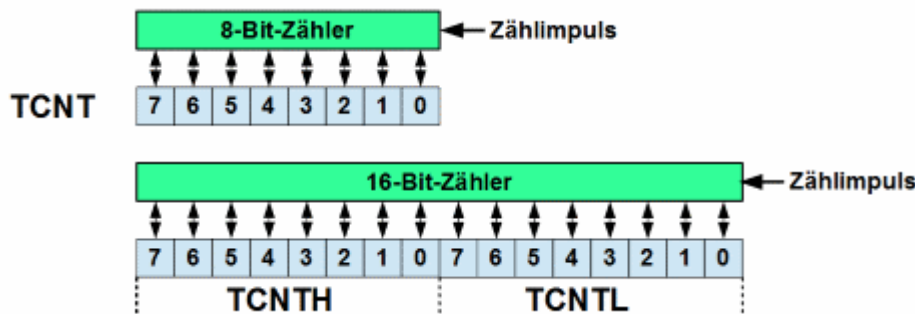 8-Bit-Zähler Zählimpuls
TCNT 7 6 5 4 3 2 1 0
16-Bit-Zähler Zählimpuls
7 6 5 4 3 2 1 0 7 6 5 4 3 2 1 0
TCNTH TCNTL